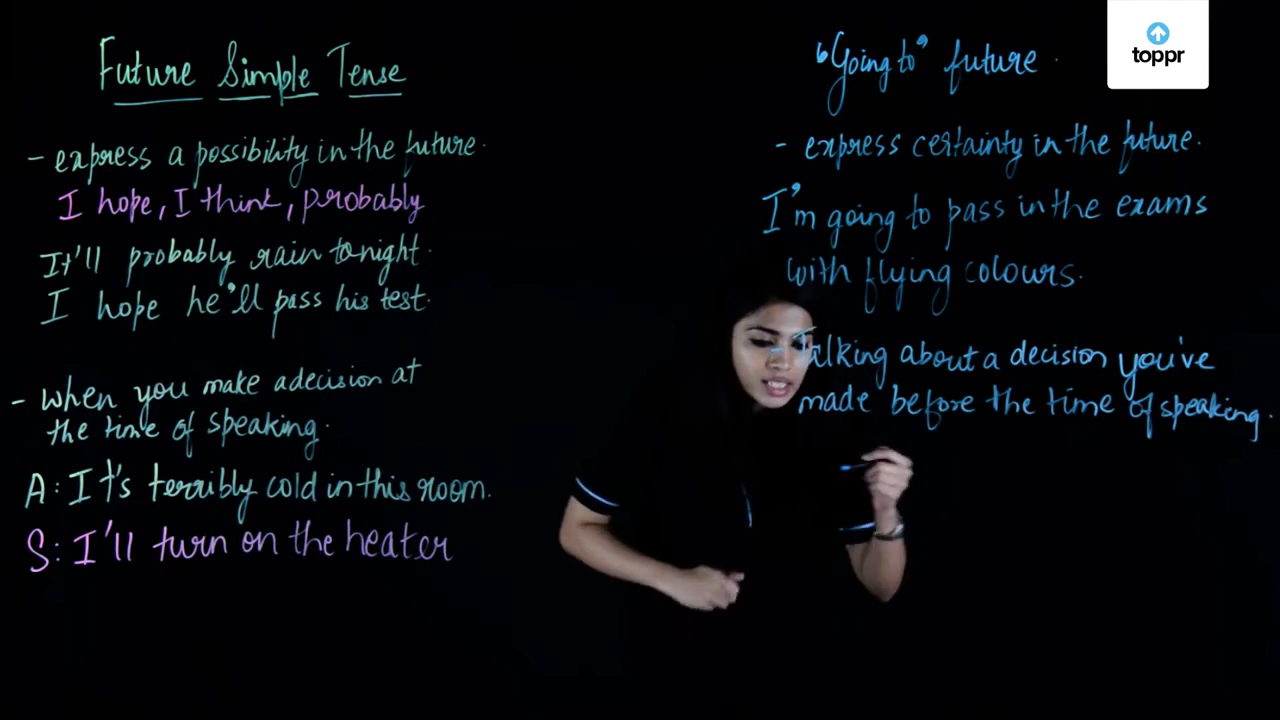 Future Simple Tense
- express a possibility in the future.
I hope, I think, probably
It'll probably rain tonight.
I hope he'll pass his test.
- when you make a decision at
the time of speaking.
A: It's terribly cold in this room.
S: I'll turn on the heater
toppr
"Going to" future.
- express certainty in the future.
I'm going to pass in the exams
with flying colours.
- Talking about a decision you've
made before the time of speaking.